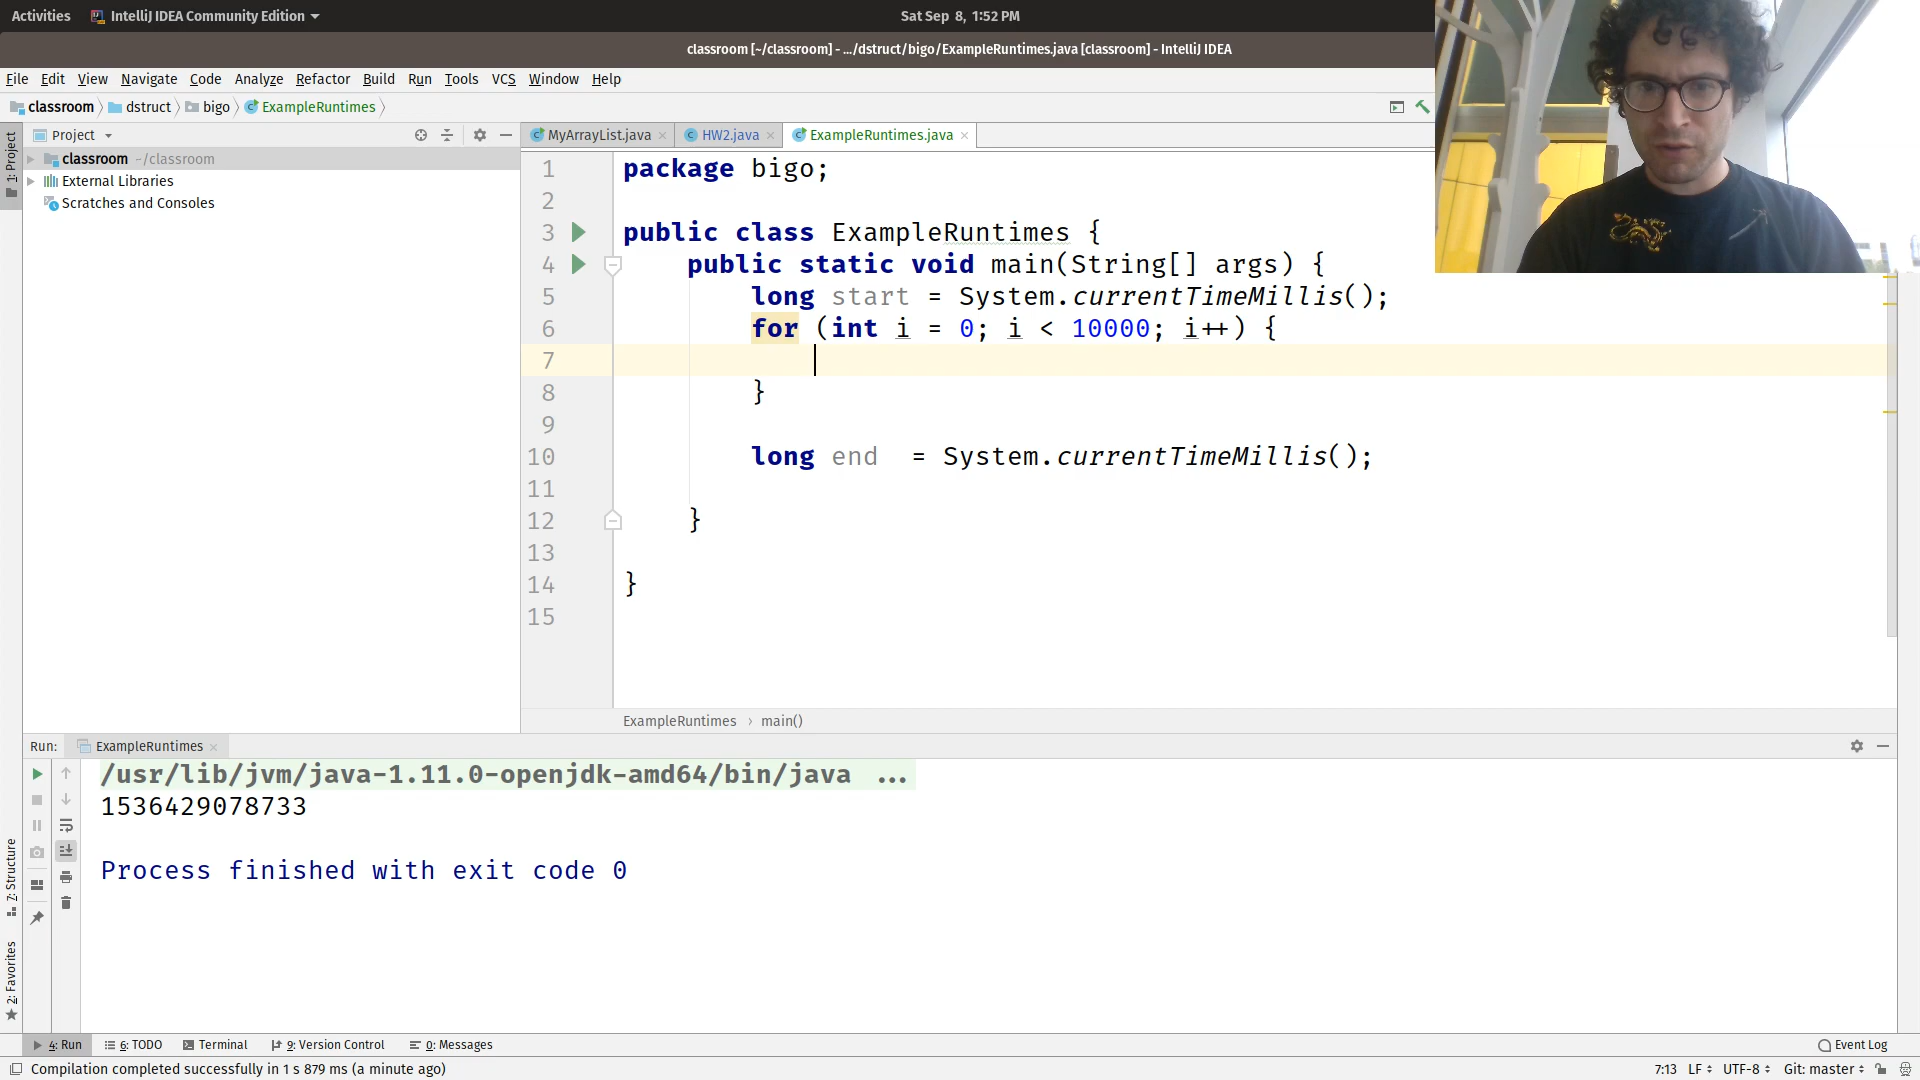 Activities
IntelliJ IDEA Community Edition
Sat Sep 8, 1:52 PM
classroom [~/classroom] - .../dstruct/bigo/ExampleRuntimes.java [classroom] - IntelliJ IDEA
File Edit View Navigate Code Analyze Refactor Build Run Tools VCS Window Help
classroom dstruct bigo ExampleRuntimes
Project
MyArrayList.java HW2.java ExampleRuntimes.java
1: Project
classroom ~/classroom
External Libraries
Scratches and Consoles
1 package bigo;
2
3 public class ExampleRuntimes {
4 public static void main(String[] args) {
5 long start = System.currentTimeMillis();
6 for (int i = 0; i < 10000; i++) {
7
8 }
9
10 long end  = System.currentTimeMillis();
11
12 }
13
14 }
15
ExampleRuntimes › main()
Run: ExampleRuntimes
/usr/lib/jvm/java-1.11.0-openjdk-amd64/bin/java ...
1536429078733
Process finished with exit code 0
7: Structure
2: Favorites
4: Run 6: TODO Terminal 9: Version Control 0: Messages Event Log
Compilation completed successfully in 1 s 879 ms (a minute ago) 7:13 LF UTF-8 Git: master